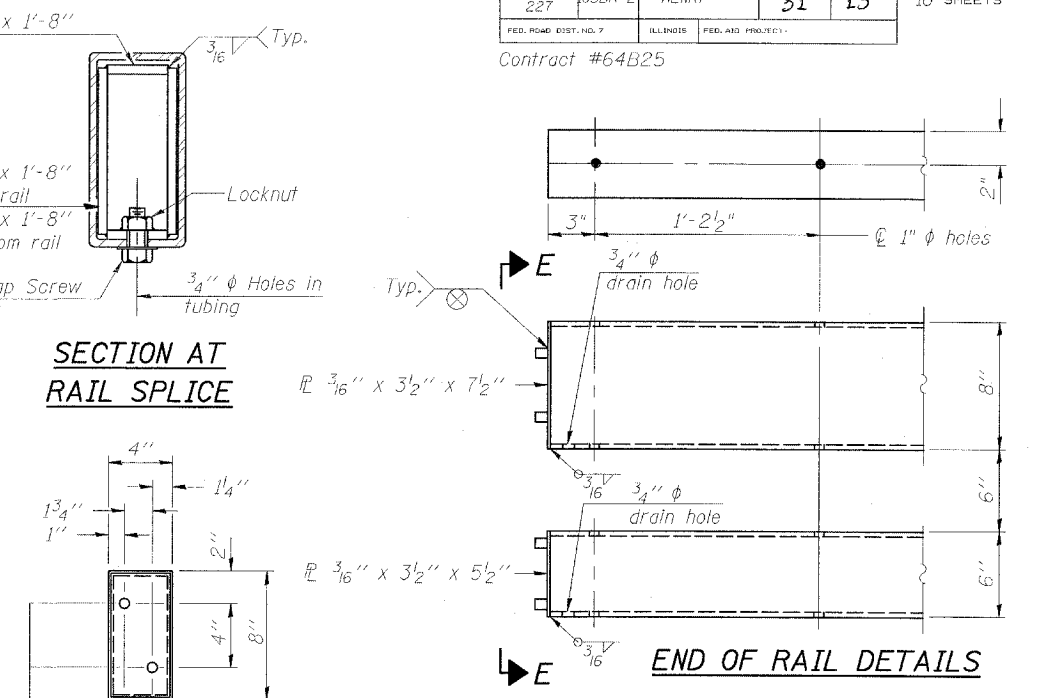 x 1'-8"
3/16
Typ.
227
HENRY
31
15
10 SHEETS
FED. ROAD DIST. NO. 7
ILLINOIS
FED. AID PROJECT-
Contract #64B25
x 1'-8"
rail
x 1'-8"
om rail
Locknut
ap Screw
3/4" ϕ Holes in
tubing
SECTION AT
RAIL SPLICE
2"
3"
1'-2 1/2"
℄ 1" ϕ holes
E
3/4" ϕ
drain hole
Typ.
℄ 3/16" x 3 1/2" x 7 1/2"
8"
3/16
6"
3/4" ϕ
drain hole
℄ 3/16" x 3 1/2" x 5 1/2"
6"
3/16
E
END OF RAIL DETAILS
4"
1 1/4"
1 3/4"
1"
2"
4"
8"